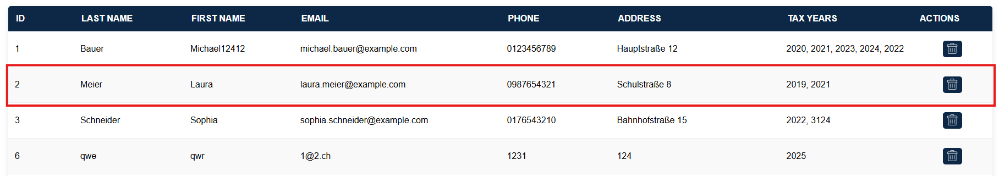 ID LAST NAME FIRST NAME EMAIL PHONE ADDRESS TAX YEARS ACTIONS
1 Bauer Michael12412 michael.bauer@example.com 0123456789 Hauptstraße 12 2020, 2021, 2023, 2024, 2022
2 Meier Laura laura.meier@example.com 0987654321 Schulstraße 8 2019, 2021
3 Schneider Sophia sophia.schneider@example.com 0176543210 Bahnhofstraße 15 2022, 3124
6 qwe qwr 1@2.ch 1231 124 2025